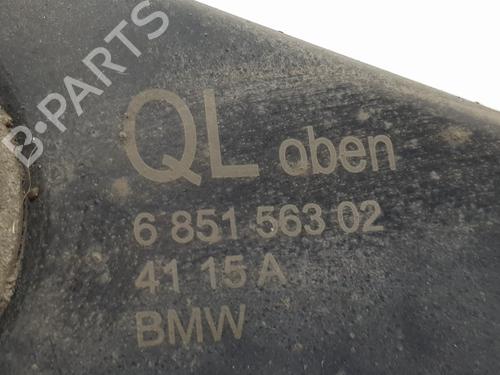 B-PARTS
QL oben
6 851 563 02
41 15 A
BMW